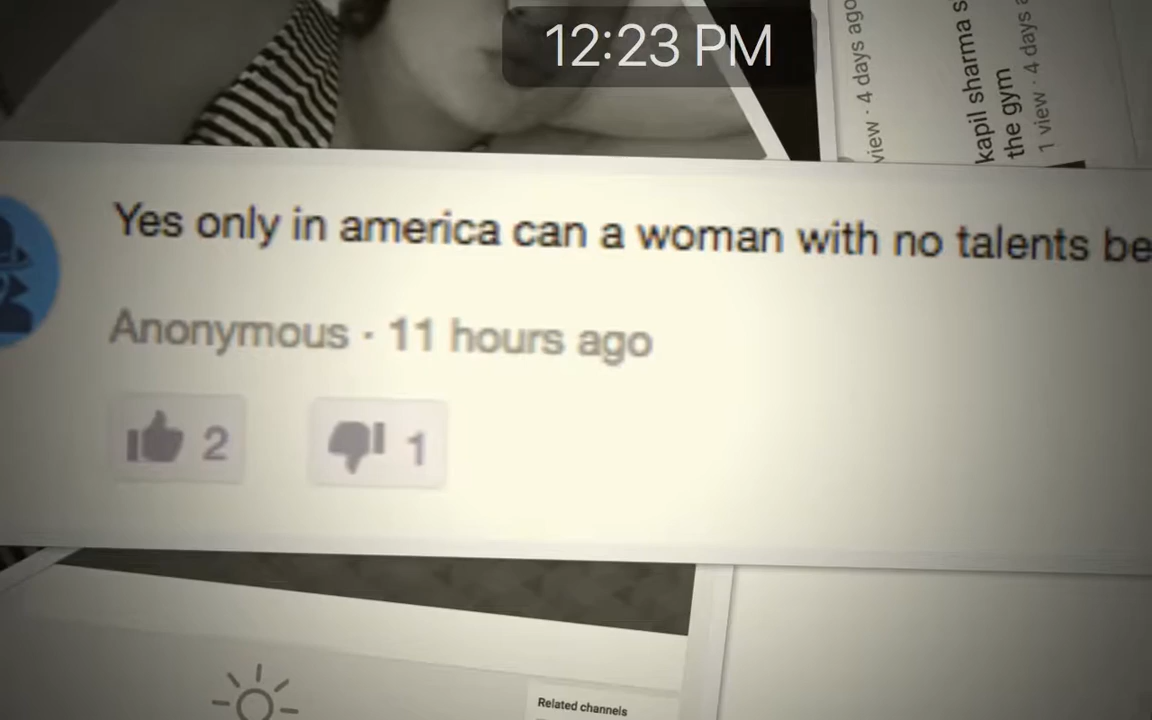 12:23 PM
view · 4 days ago
kapil sharma s
the gym
1 view · 4 days
Yes only in america can a woman with no talents be
Anonymous · 11 hours ago
2
1
Related channels